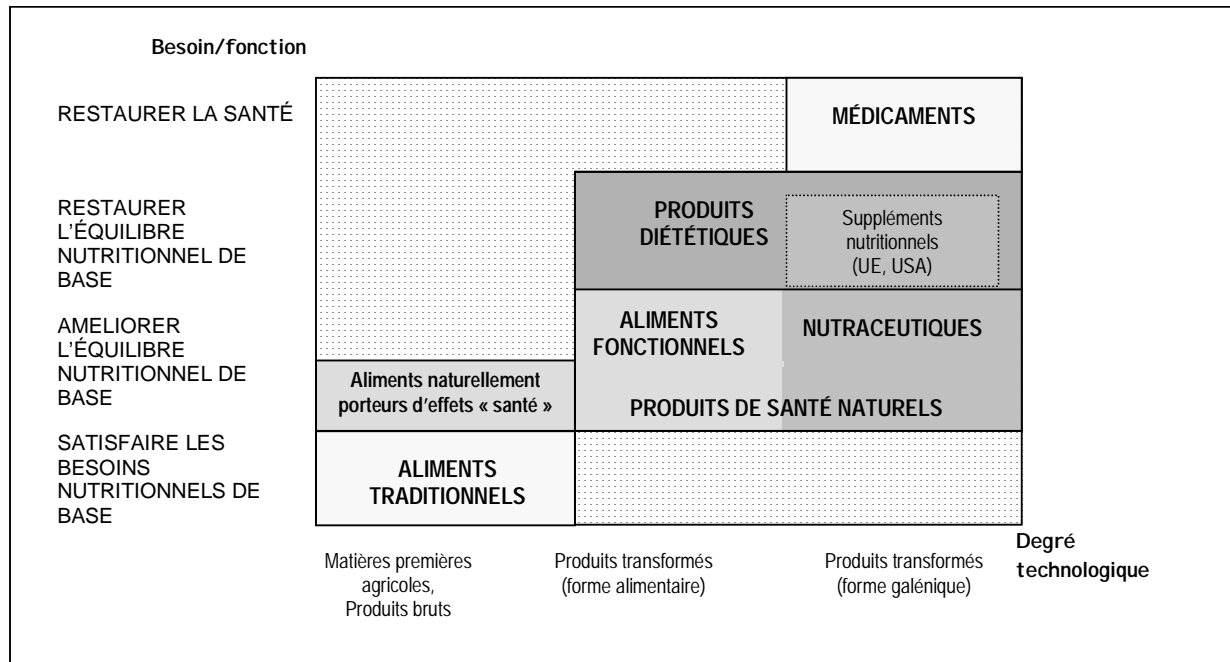 Besoin/fonction
RESTAURER LA SANTÉ
MÉDICAMENTS
RESTAURER
L'ÉQUILIBRE
NUTRITIONNEL DE
BASE
PRODUITS
DIÉTÉTIQUES
Suppléments
nutritionnels
(UE, USA)
AMELIORER
L'ÉQUILIBRE
NUTRITIONNEL DE
BASE
ALIMENTS
FONCTIONNELS
NUTRACEUTIQUES
Aliments naturellement
porteurs d'effets « santé »
PRODUITS DE SANTÉ NATURELS
SATISFAIRE LES
BESOINS
NUTRITIONNELS DE
BASE
ALIMENTS
TRADITIONNELS
Degré
technologique
Matières premières
agricoles,
Produits bruts
Produits transformés
(forme alimentaire)
Produits transformés
(forme galénique)